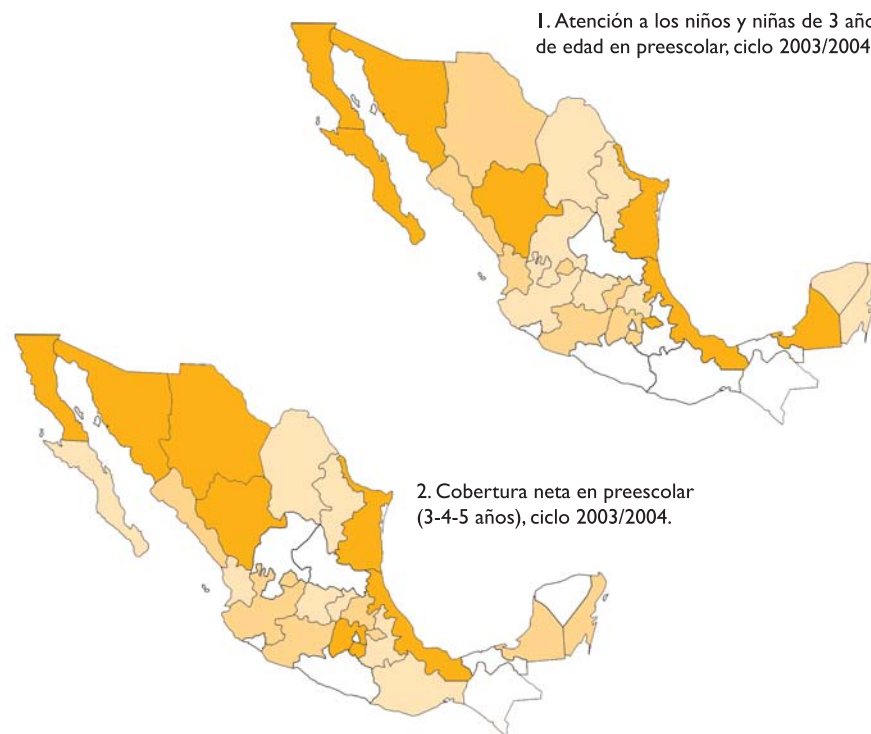 1. Atención a los niños y niñas de 3 año
de edad en preescolar, ciclo 2003/2004
2. Cobertura neta en preescolar
(3-4-5 años), ciclo 2003/2004.